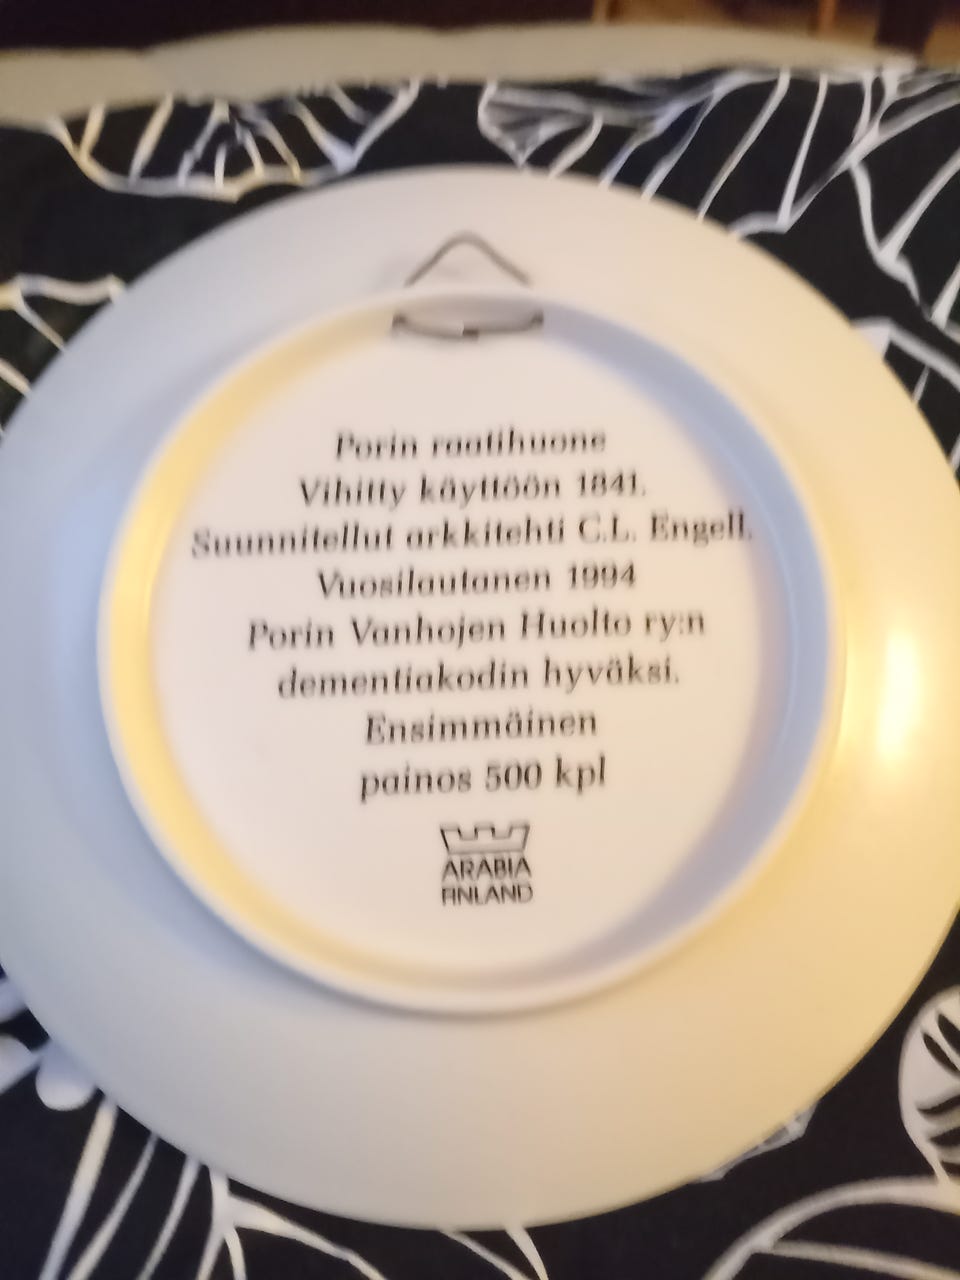 Porin raatihuone
Vihitty käyttöön 1841.
Suunnitellut arkkitehti C.L. Engell.
Vuosilautanen 1994
Porin Vanhojen Huolto ry:n
dementiakodin hyväksi.
Ensimmäinen
painos 500 kpl
ARABIA
FINLAND